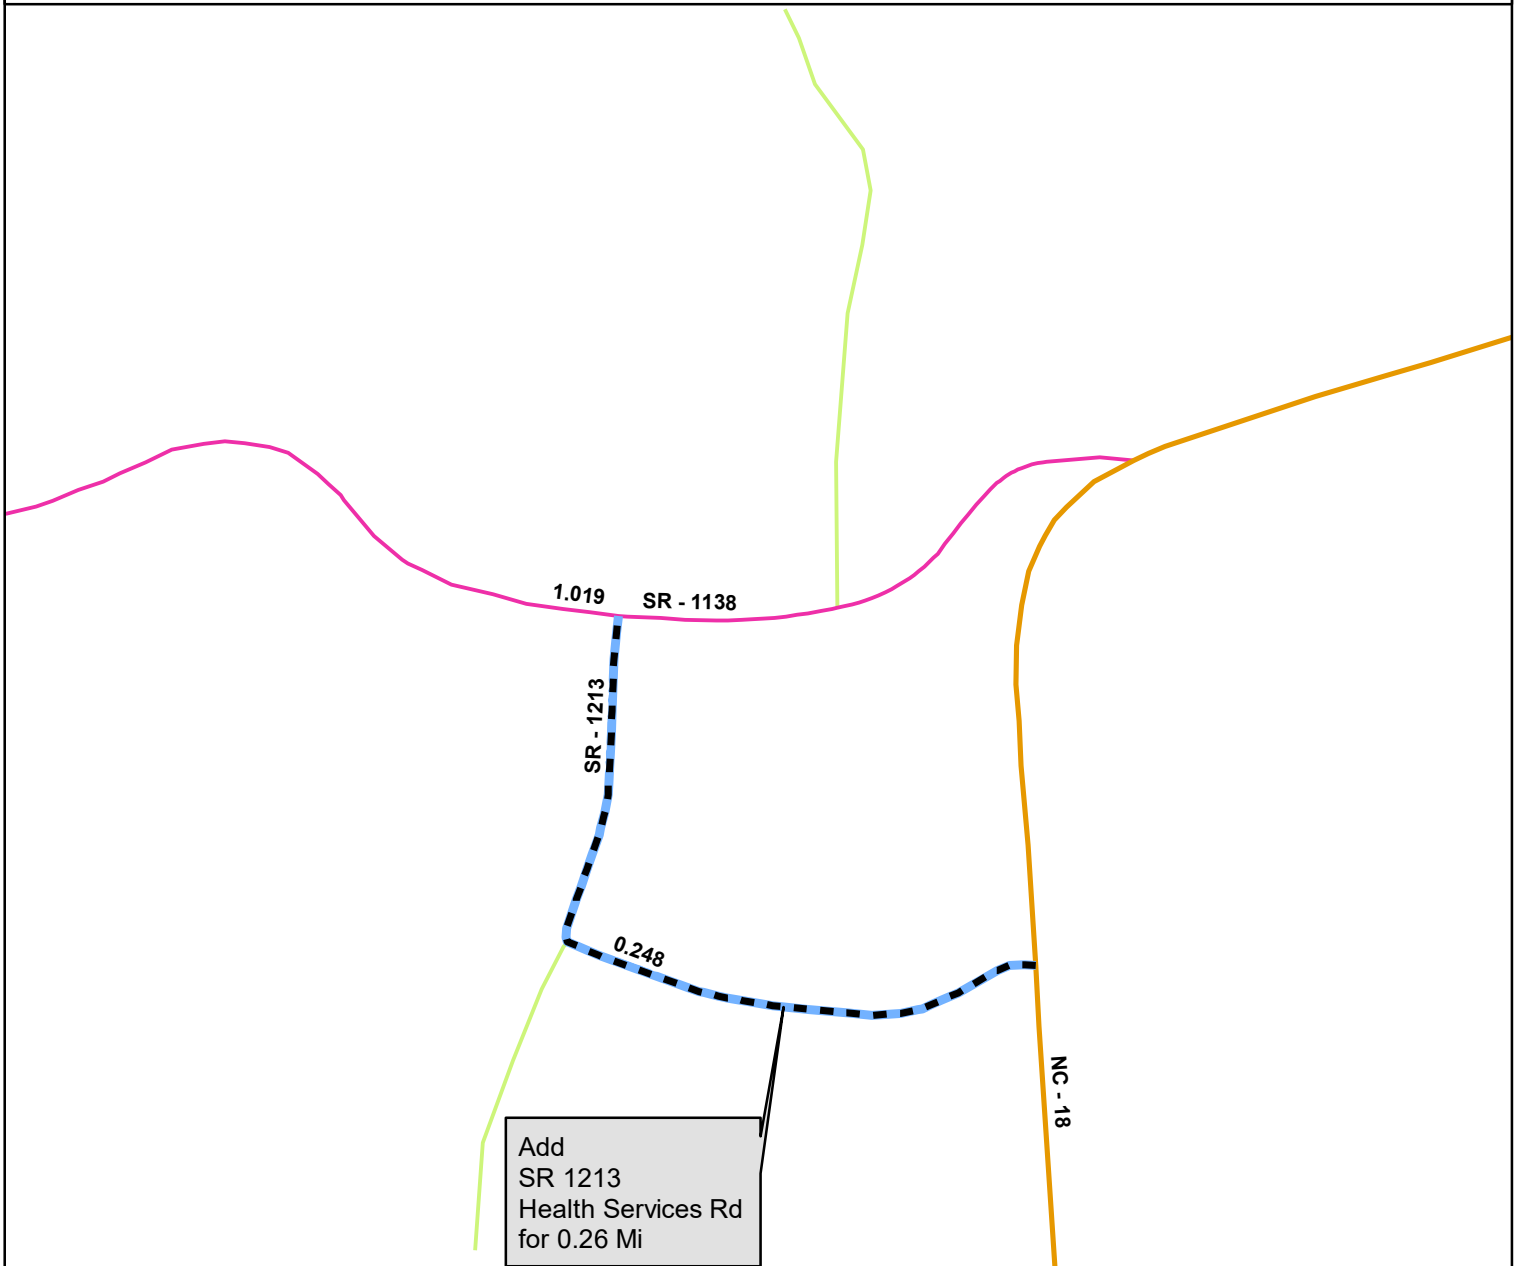 1.019
SR - 1138
SR - 1213
0.248
NC - 18
Add
SR 1213
Health Services Rd
for 0.26 Mi